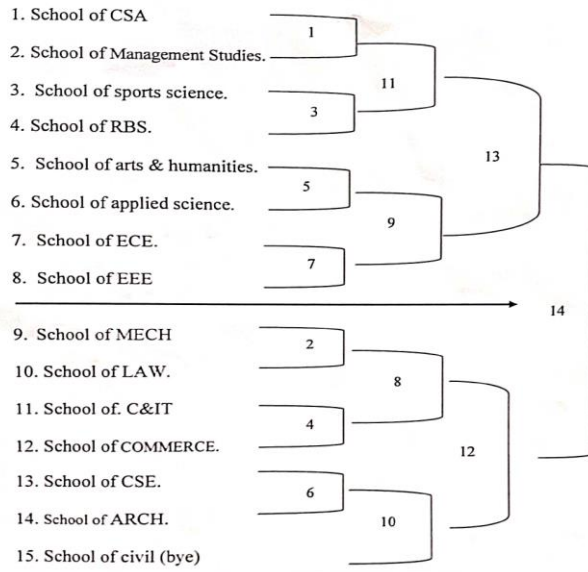 1. School of CSA
1
2. School of Management Studies.
11
3. School of sports science.
3
4. School of RBS.
13
5. School of arts & humanities.
5
6. School of applied science.
9
7. School of ECE.
7
8. School of EEE
14
9. School of MECH
2
10. School of LAW.
8
11. School of. C&IT
4
12. School of COMMERCE.
12
13. School of CSE.
6
14. School of ARCH.
10
15. School of civil (bye)